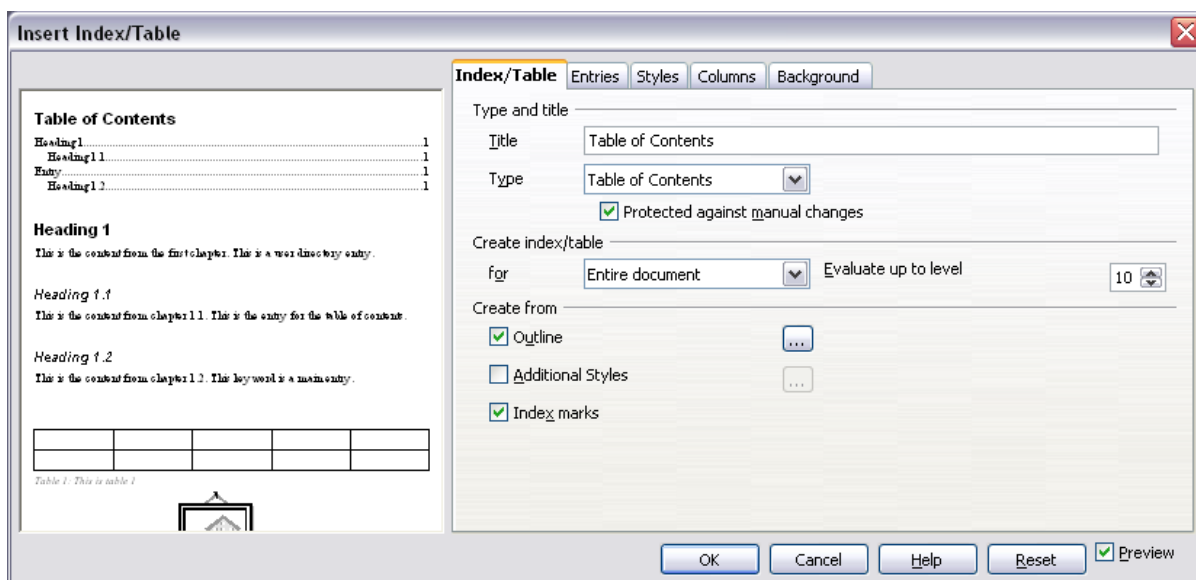 Insert Index/Table
Index/Table Entries Styles Columns Background
Table of Contents
Heading 1 1
Heading 1.1 1
Entry 1
Heading 1.2 1
Heading 1
This is the content from the first chapter. This is a user directory entry.
Heading 1.1
This is the content from chapter 1.1. This is the entry for the table of contents.
Heading 1.2
This is the content from chapter 1.2. This keyword is a main entry.
Table 1: This is table 1
Type and title
Title Table of Contents
Type Table of Contents
Protected against manual changes
Create index/table
for Entire document Evaluate up to level 10
Create from
Outline ...
Additional Styles ...
Index marks
OK Cancel Help Reset Preview